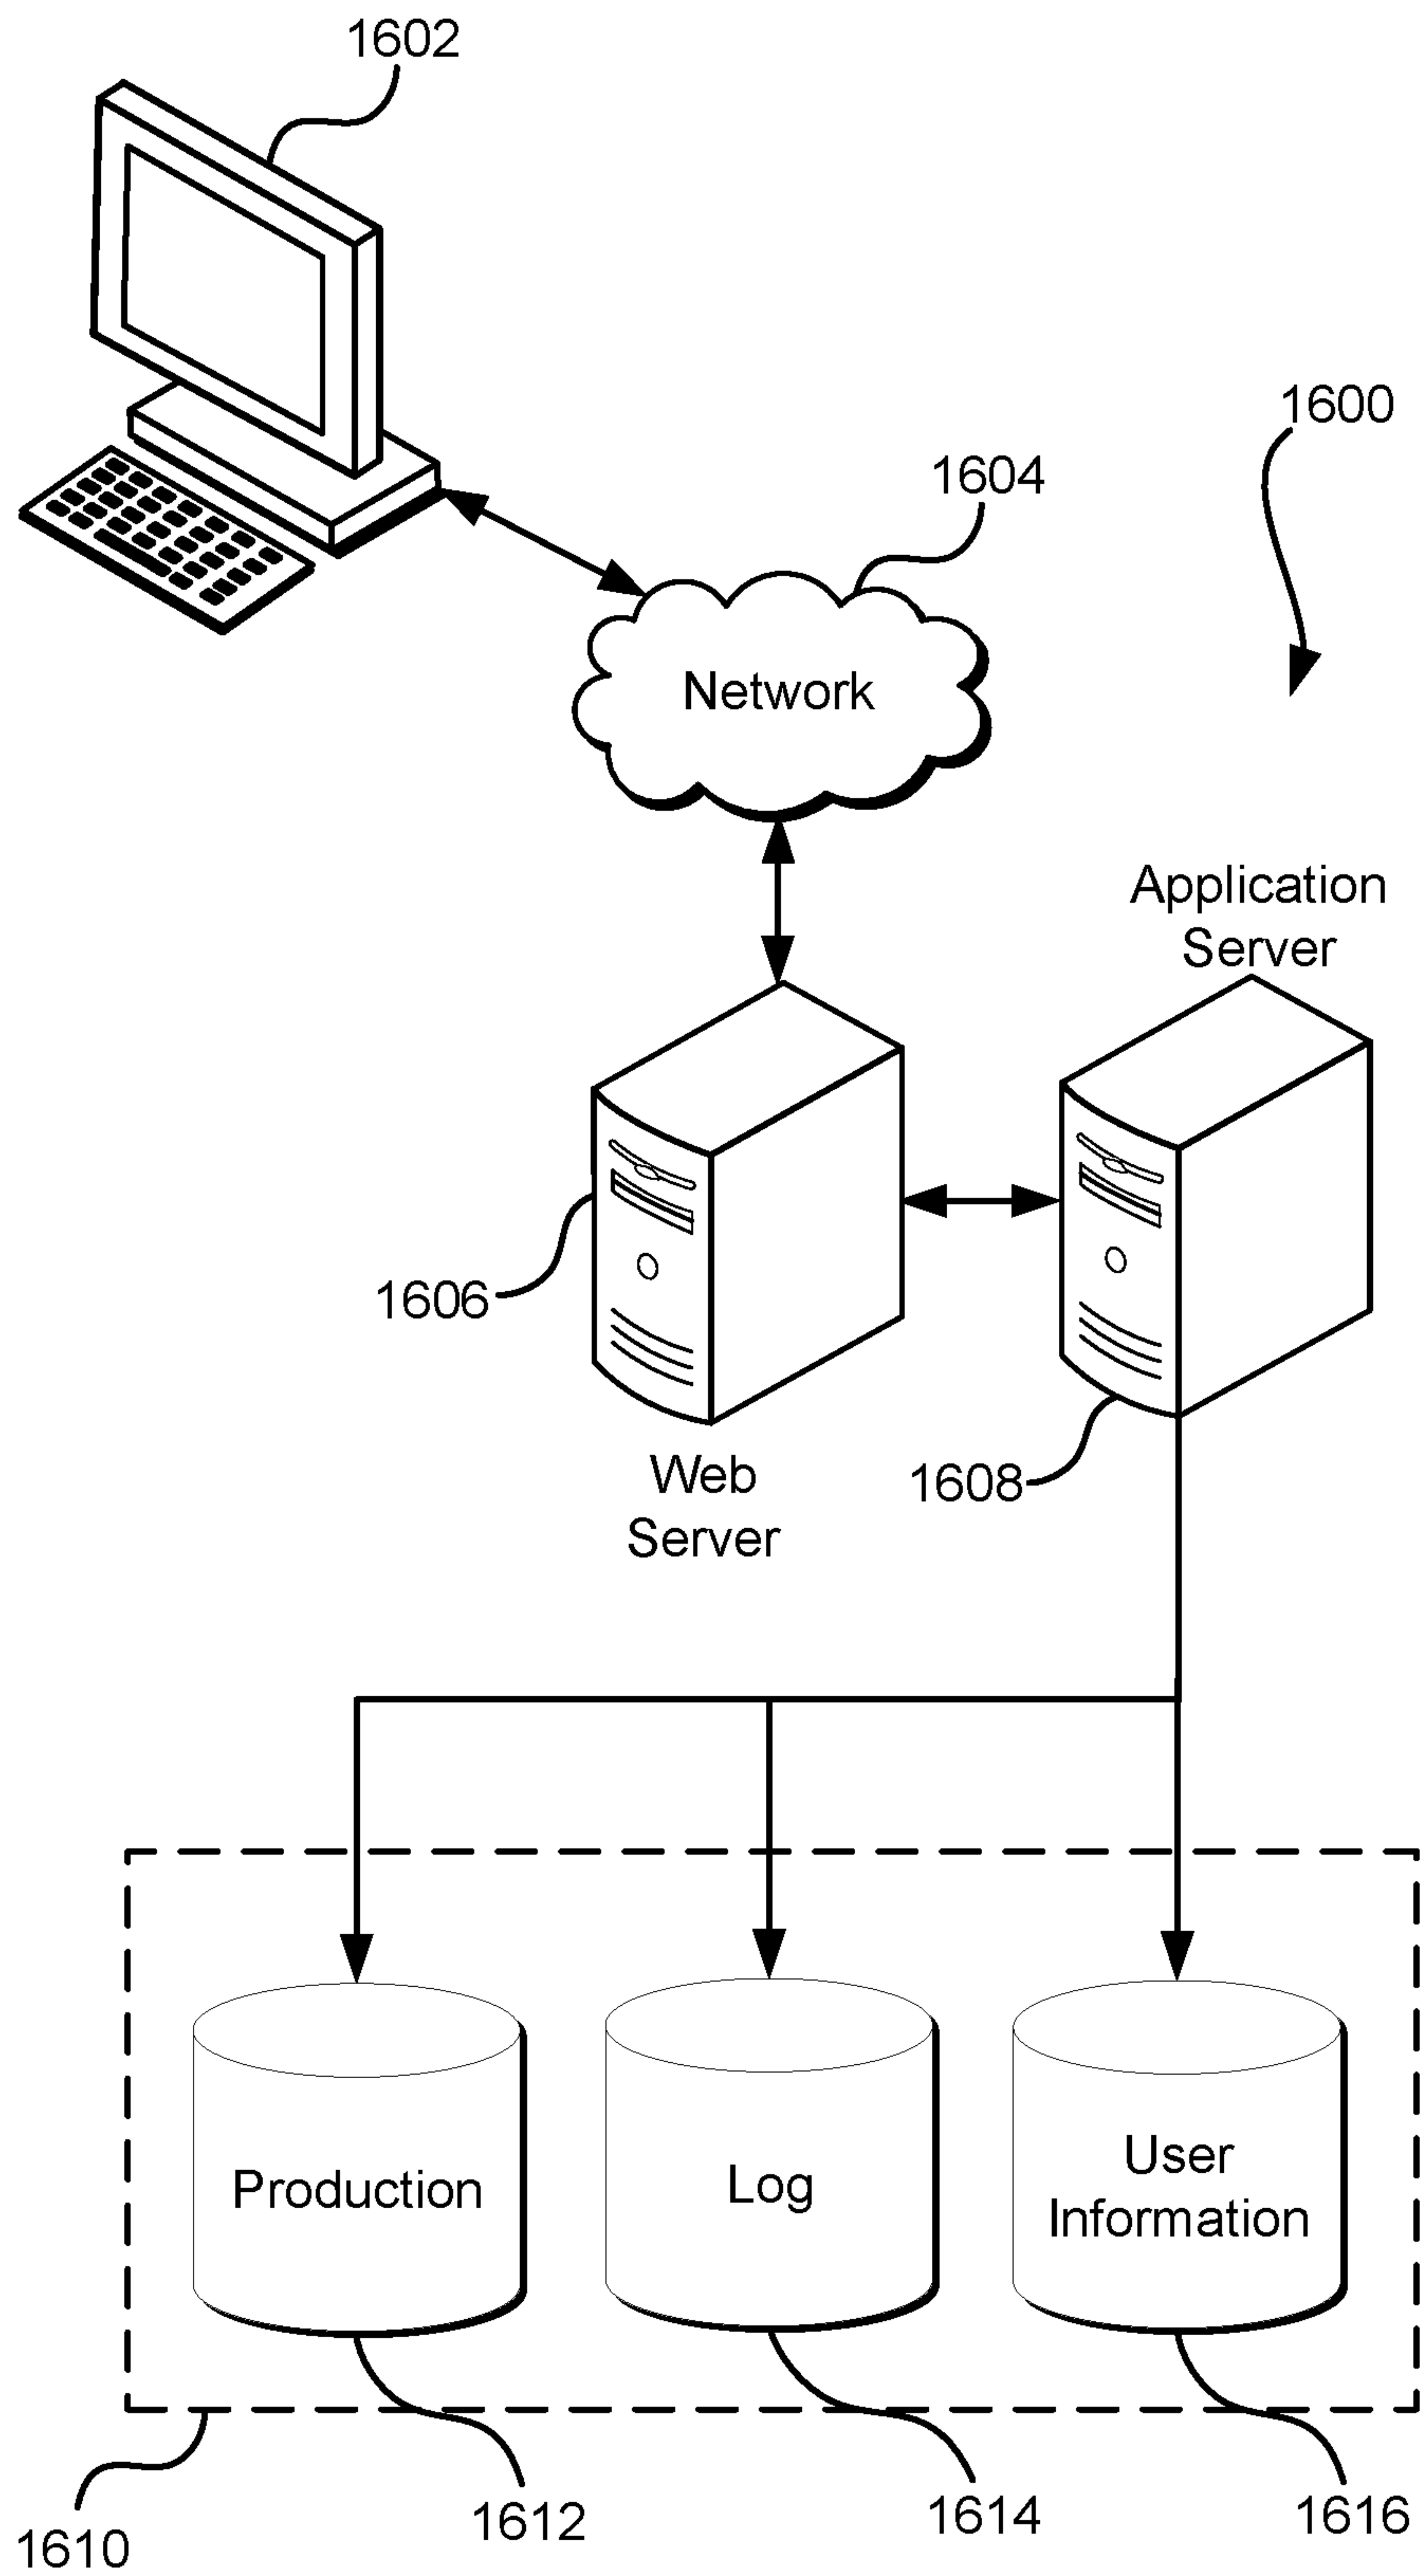 1602
1600
1604
Network
Application
Server
1606
Web
Server
1608
Production
Log
User
Information
1610
1612
1614
1616